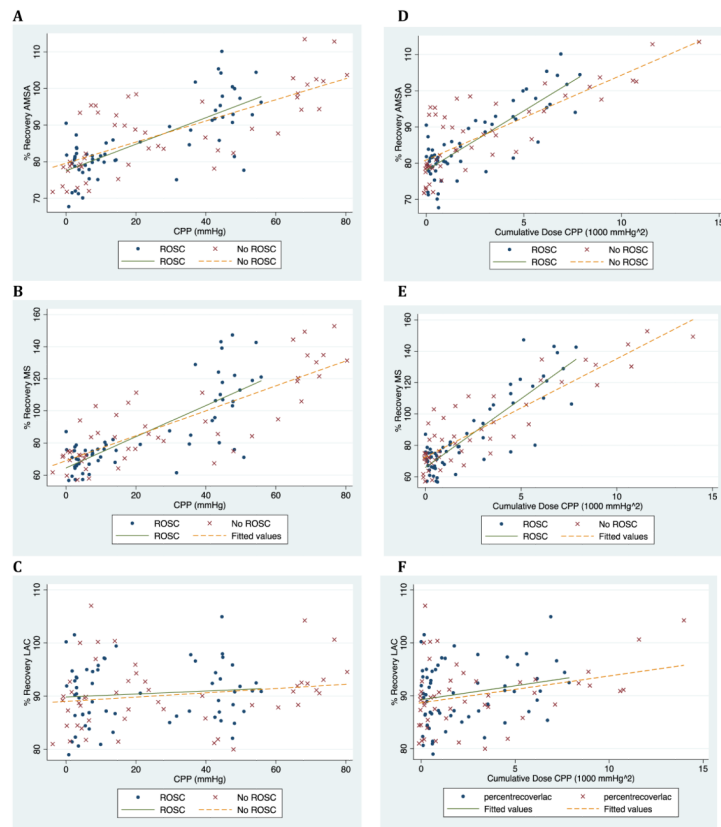 A
% Recovery AMSA
110
100
90
80
70
0 20 40 60 80
CPP (mmHg)
ROSC No ROSC
ROSC No ROSC
D
% Recovery AMSA
110
100
90
80
70
0 5 10 15
Cumulative Dose CPP (1000 mmHg^2)
ROSC No ROSC
ROSC No ROSC
B
% Recovery MS
160
140
120
100
80
60
0 20 40 60 80
CPP (mmHg)
ROSC No ROSC
ROSC Fitted values
E
% Recovery MS
160
140
120
100
80
60
0 5 10 15
Cumulative Dose CPP (1000 mmHg^2)
ROSC No ROSC
ROSC Fitted values
C
% Recovery LAC
110
100
90
80
0 20 40 60 80
CPP (mmHg)
ROSC No ROSC
ROSC No ROSC
F
% Recovery LAC
110
100
90
80
0 5 10 15
Cumulative Dose CPP (1000 mmHg^2)
percentrecoverlac percentrecoverlac
Fitted values Fitted values